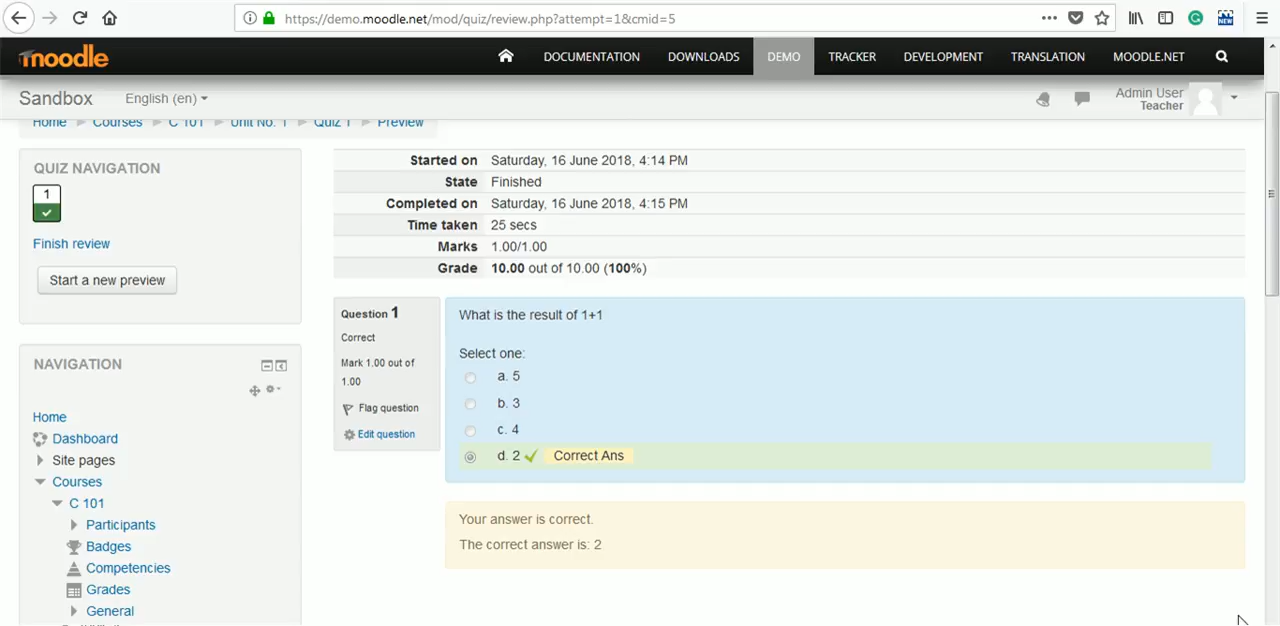 https://demo.moodle.net/mod/quiz/review.php?attempt=1&cmid=5
NEW
moodle
DOCUMENTATION DOWNLOADS DEMO TRACKER DEVELOPMENT TRANSLATION MOODLE.NET
Sandbox English (en)
Admin User
Teacher
Home Courses C 101 Unit No. 1 Quiz 1 Preview
QUIZ NAVIGATION
1
Finish review
Start a new preview
Started on Saturday, 16 June 2018, 4:14 PM
State Finished
Completed on Saturday, 16 June 2018, 4:15 PM
Time taken 25 secs
Marks 1.00/1.00
Grade 10.00 out of 10.00 (100%)
Question 1
Correct
Mark 1.00 out of
1.00
Flag question
Edit question
What is the result of 1+1
Select one:
a. 5
b. 3
c. 4
d. 2 Correct Ans
Your answer is correct.
The correct answer is: 2
NAVIGATION
Home
Dashboard
Site pages
Courses
C 101
Participants
Badges
Competencies
Grades
General